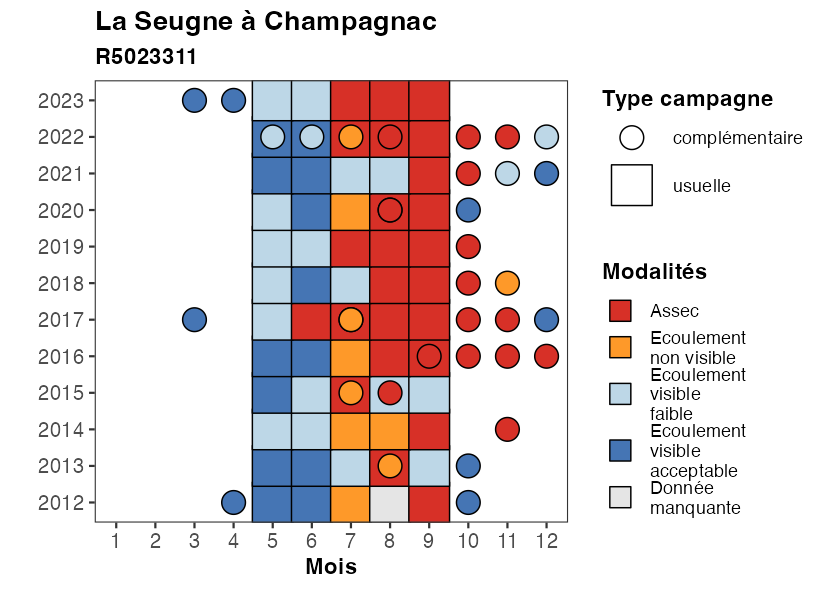 La Seugne à Champagnac
R5023311
2023
2022
2021
2020
2019
2018
2017
2016
2015
2014
2013
2012
1 2 3 4 5 6 7 8 9 10 11 12
Mois
Type campagne
complémentaire
usuelle
Modalités
Assec
Ecoulement
non visible
Ecoulement
visible
faible
Ecoulement
visible
acceptable
Donnée
manquante